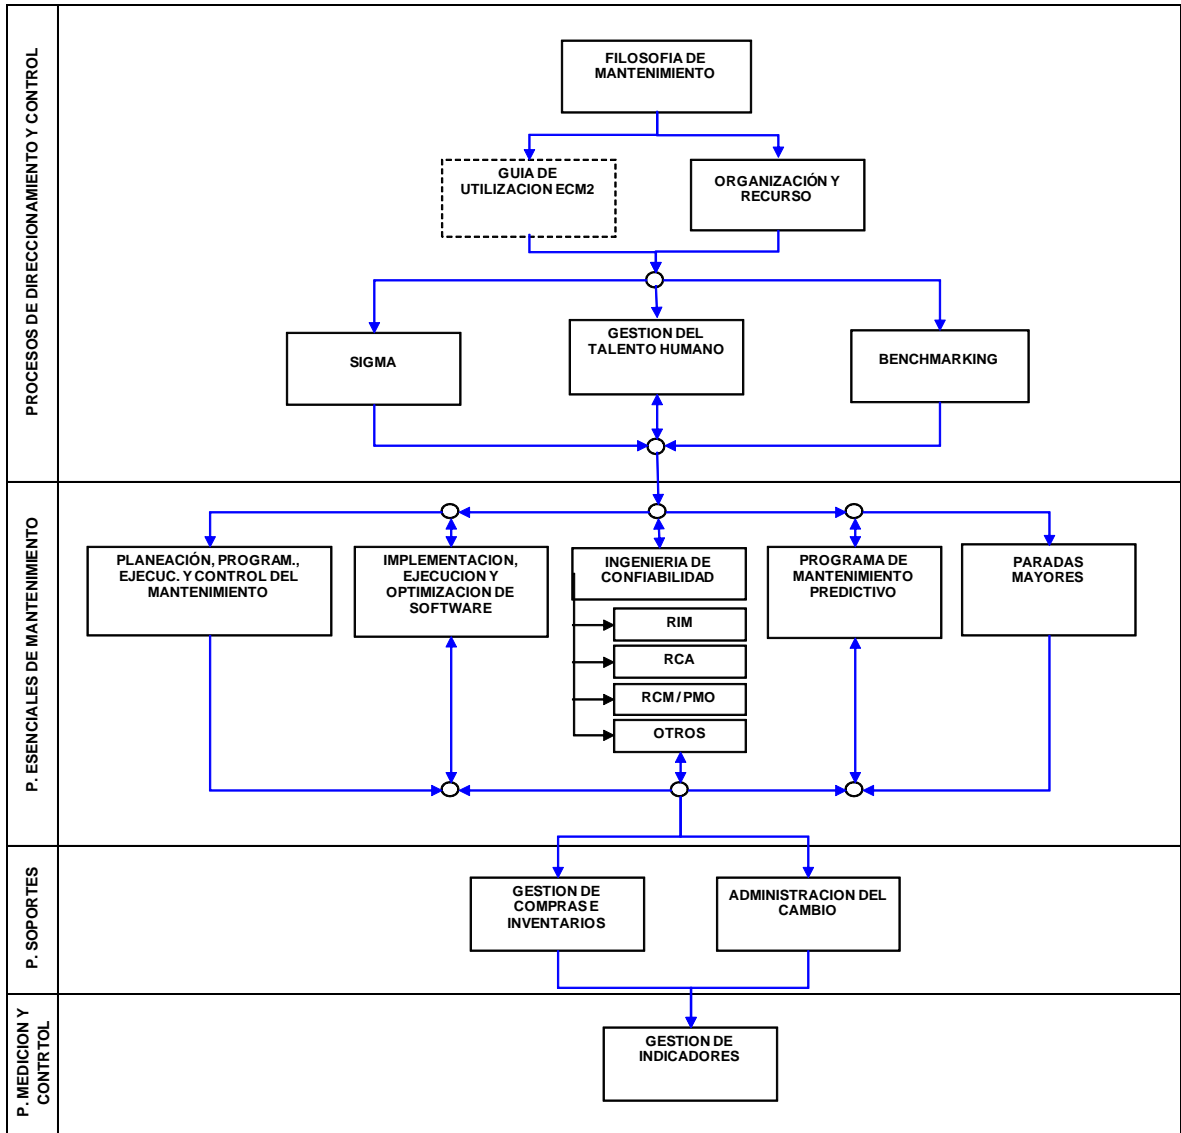 PROCESOS DE DIRECCIONAMIENTO Y CONTROL
FILOSOFIA DE
MANTENIMIENTO
GUIA DE
UTILIZACION ECM2
ORGANIZACIÓN Y
RECURSO
SIGMA
GESTION DEL
TALENTO HUMANO
BENCHMARKING
P. ESENCIALES DE MANTENIMIENTO
PLANEACIÓN, PROGRAM.,
EJECUC. Y CONTROL DEL
MANTENIMIENTO
IMPLEMENTACION,
EJECUCION Y
OPTIMIZACION DE
SOFTWARE
INGENIERIA DE
CONFIABILIDAD
RIM
RCA
RCM / PMO
OTROS
PROGRAMA DE
MANTENIMIENTO
PREDICTIVO
PARADAS
MAYORES
P. SOPORTES
GESTION DE
COMPRAS E
INVENTARIOS
ADMINISTRACION DEL
CAMBIO
P. MEDICION Y
CONTRTOL
GESTION DE
INDICADORES